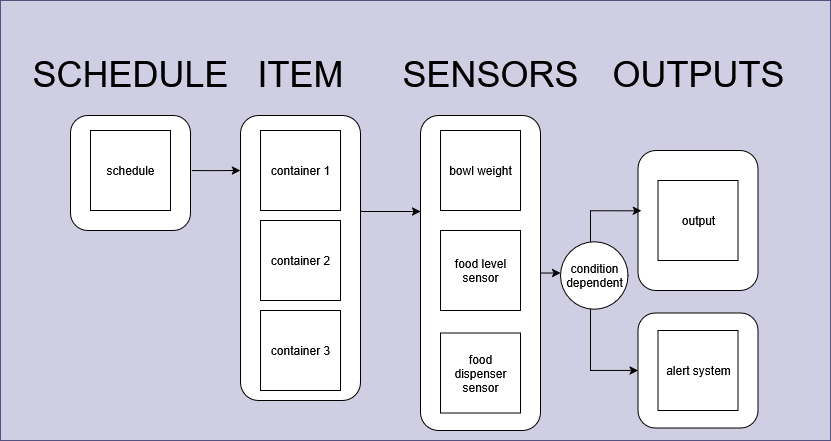 SCHEDULE ITEM SENSORS OUTPUTS
schedule
container 1
container 2
container 3
bowl weight
food level
sensor
food
dispenser
sensor
condition
dependent
output
alert system